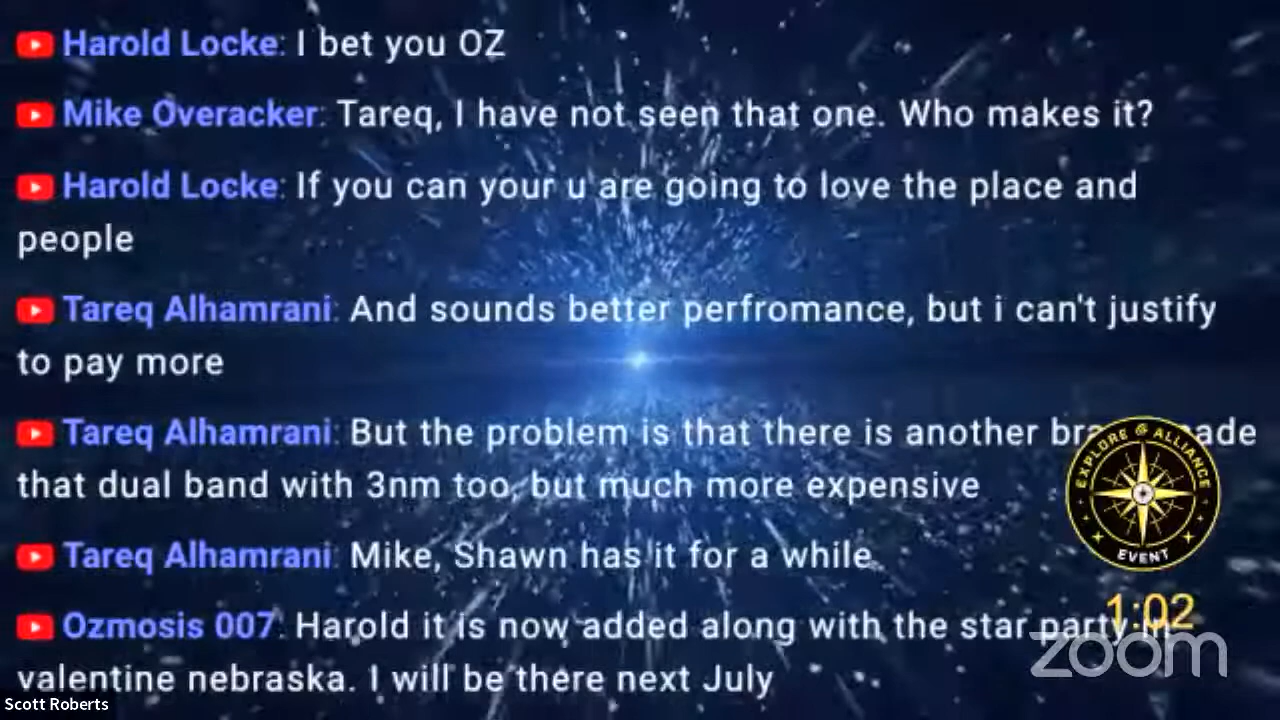 Harold Locke: I bet you OZ
Mike Overacker: Tareq, I have not seen that one. Who makes it?
Harold Locke: If you can your u are going to love the place and
people
Tareq Alhamrani: And sounds better perfromance, but i can't justify
to pay more
Tareq Alhamrani: But the problem is that there is another
that dual band with 3nm too, but much more expensive
EXPLORE ALLIANCE
EVENT
Tareq Alhamrani: Mike, Shawn has it for a while
1:02
Ozmosis 007: Harold it is now added along with the star party in
valentine nebraska. I will be there next July
zoom
Scott Roberts